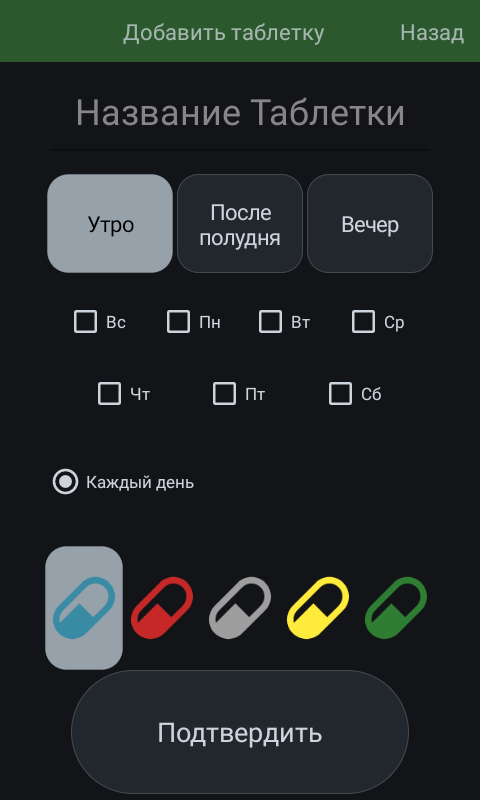 Добавить таблетку Назад
Название Таблетки
Утро После полудня Вечер
Вс Пн Вт Ср
Чт Пт Сб
Каждый день
Подтвердить